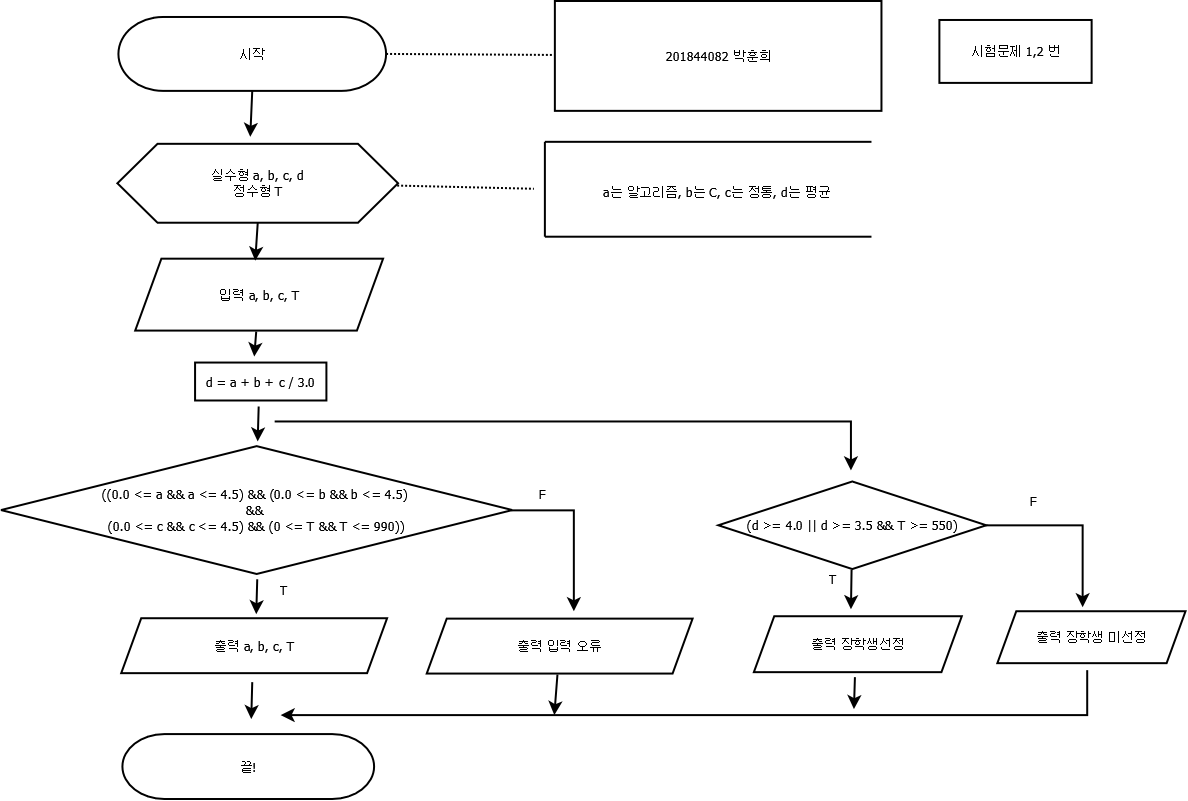 시작
201844082 박훈희
시험문제 1,2 번
실수형 a, b, c, d
정수형 T
a는 알고리즘, b는 C, c는 정통, d는 평균
입력 a, b, c, T
d = a + b + c / 3.0
((0.0 <= a && a <= 4.5) && (0.0 <= b && b <= 4.5)
&&
(0.0 <= c && c <= 4.5) && (0 <= T && T <= 990))
F
(d >= 4.0 || d >= 3.5 && T >= 550)
F
T
T
출력 a, b, c, T
출력 입력 오류
출력 장학생선정
출력 장학생 미선정
끝!